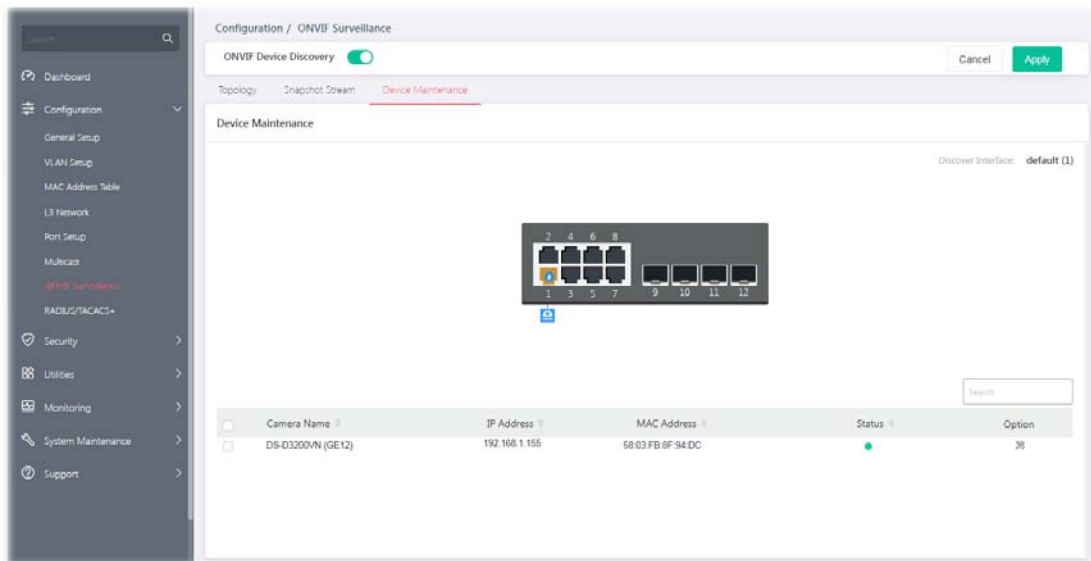 Configuration / ONVIF Surveillance
Search
ONVIF Device Discovery
Cancel
Apply
Dashboard
Topology
Snapshot Stream
Device Maintenance
Configuration
Device Maintenance
General Setup
VLAN Setup
Discover Interface: default (1)
MAC Address Table
L3 Network
Port Setup
2 4 6 8
Multicast
ONVIF Surveillance
1 3 5 7 9 10 11 12
RADIUS/TACACS+
Security
Utilities
Search
Monitoring
Camera Name
IP Address
MAC Address
Status
Option
System Maintenance
DS-D3200VN (GE12)
192.168.1.155
58:03:FB:8F:94:DC
Support